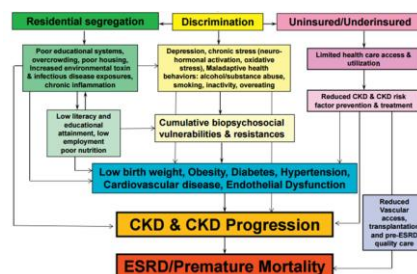 Residential segregation
Discrimination
Uninsured/Underinsured
Poor educational systems,
overcrowding, poor housing,
Increased environmental toxin
& infectious disease exposures,
chronic inflammation
Depression, chronic stress (neuro-
hormonal activation, oxidative
stress), Maladaptive health
behaviors: alcohol/substance abuse,
smoking, inactivity, overeating
Limited health care access &
utilization
Reduced CKD & CKD risk
factor prevention & treatment
Low literacy and
educational
attainment, low
employment
poor nutrition
Cumulative biopsychosocial
vulnerabilities & resistances
Low birth weight, Obesity, Diabetes, Hypertension,
Cardiovascular disease, Endothelial Dysfunction
Reduced
Vascular
access,
transplantation
and pre-ESRD
quality care
CKD & CKD Progression
ESRD/Premature Mortality